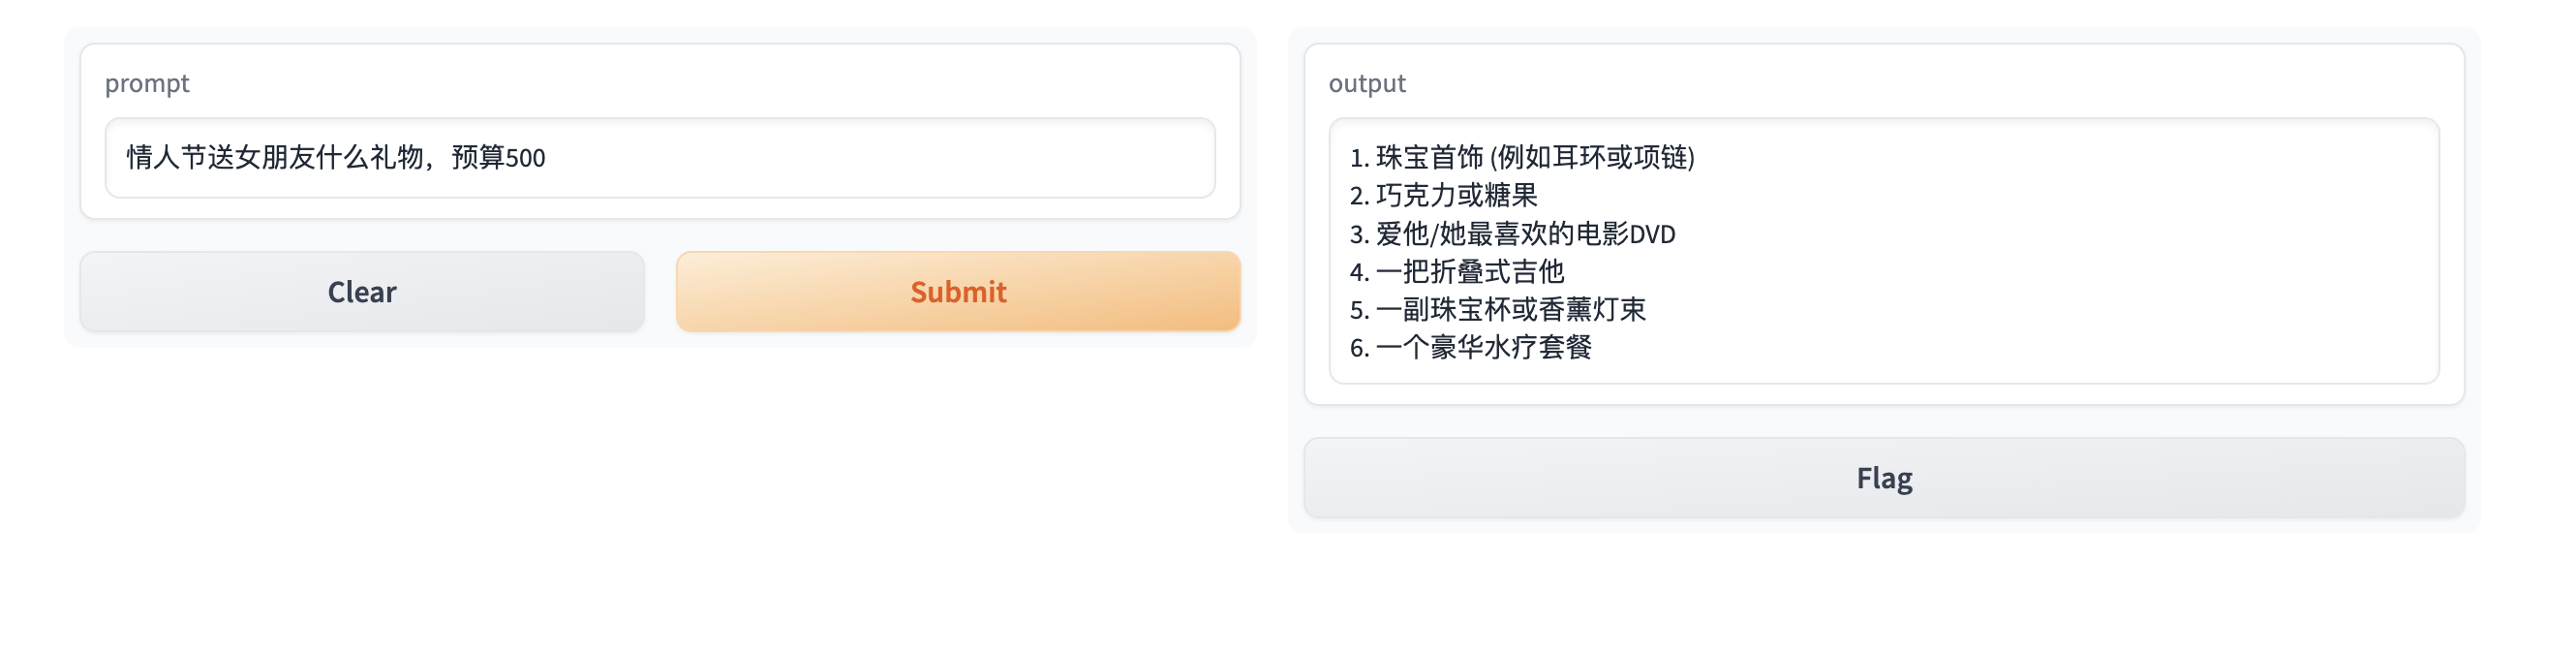 prompt
情人节送女朋友什么礼物，预算500
Clear
Submit
output
1. 珠宝首饰 (例如耳环或项链)
2. 巧克力或糖果
3. 爱他/她最喜欢的电影DVD
4. 一把折叠式吉他
5. 一副珠宝杯或香薰灯束
6. 一个豪华水疗套餐
Flag